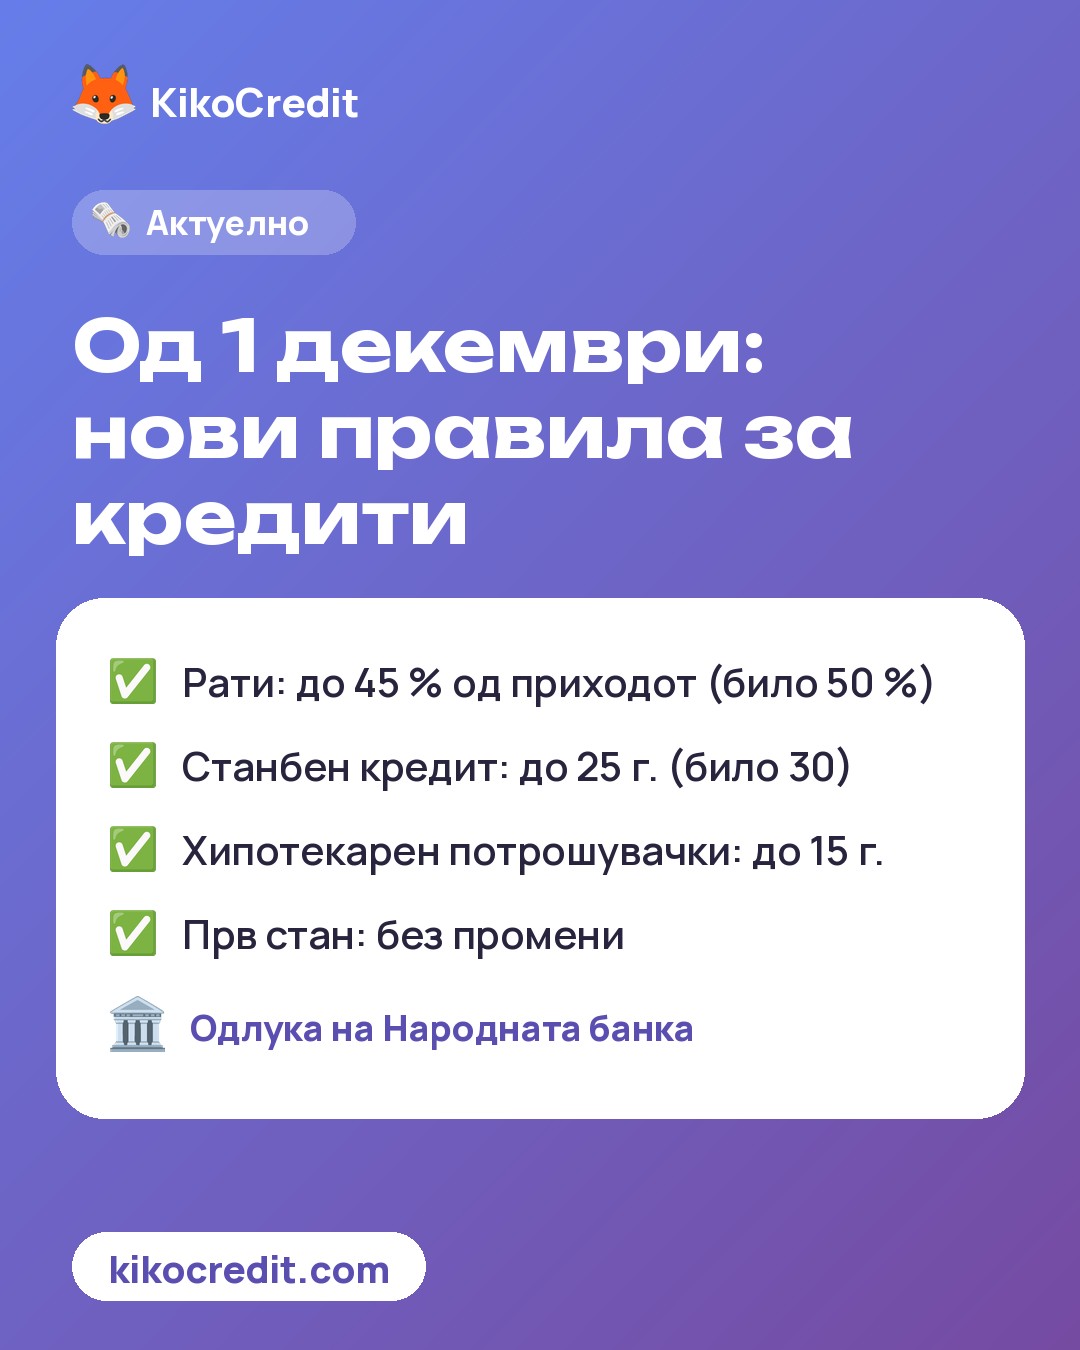 KikoCredit
Актуелно
Од 1 декември:
нови правила за
кредити
Рати: до 45 % од приходот (било 50 %)
Станбен кредит: до 25 г. (било 30)
Хипотекарен потрошувачки: до 15 г.
Прв стан: без промени
Одлука на Народната банка
kikocredit.com